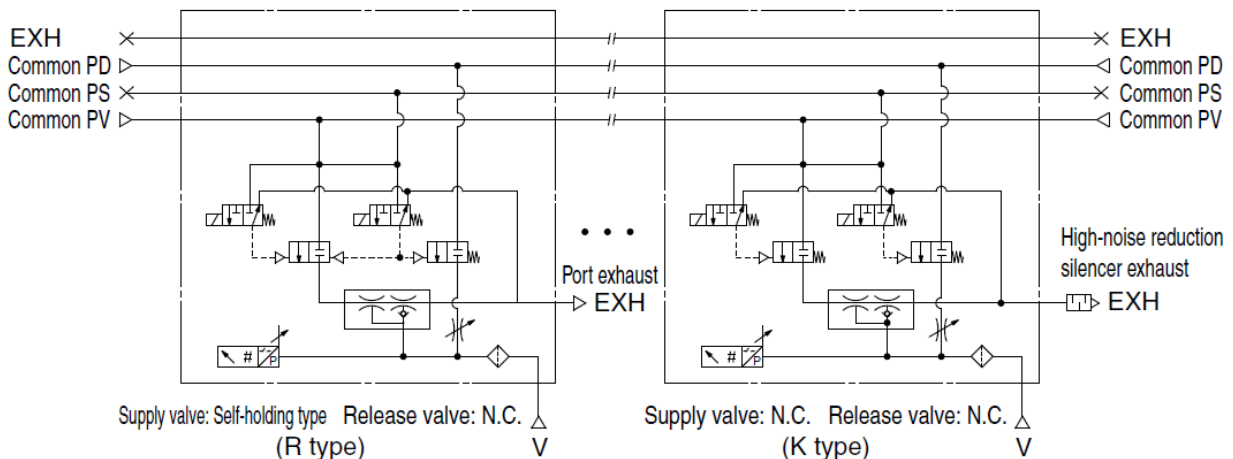 EXH EXH
Common PD Common PD
Common PS Common PS
Common PV Common PV
High-noise reduction
Port exhaust silencer exhaust
EXH EXH
# P # P
Supply valve: Self-holding type Release valve: N.C. Supply valve: N.C. Release valve: N.C.
(R type) V (K type) V